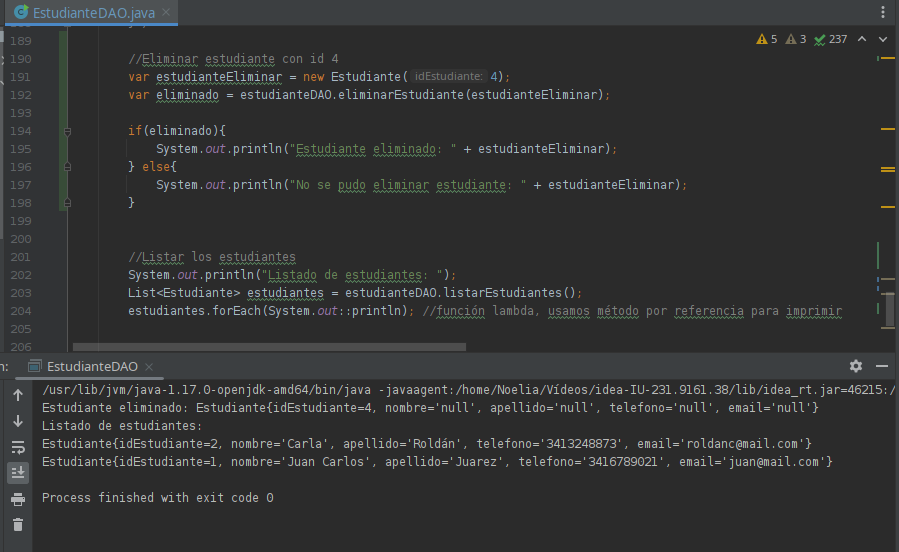 EstudianteDAO.java
189
5 3 237
190 //Eliminar estudiante con id 4
191 var estudianteEliminar = new Estudiante( idEstudiante: 4);
192 var eliminado = estudianteDAO.eliminarEstudiante(estudianteEliminar);
193
194 if(eliminado){
195 System.out.println("Estudiante eliminado: " + estudianteEliminar);
196 } else{
197 System.out.println("No se pudo eliminar estudiante: " + estudianteEliminar);
198 }
199
200
201 //Listar los estudiantes
202 System.out.println("Listado de estudiantes: ");
203 List<Estudiante> estudiantes = estudianteDAO.listarEstudiantes();
204 estudiantes.forEach(System.out::println); //función lambda, usamos método por referencia para imprimir
205
206
n: EstudianteDAO
/usr/lib/jvm/java-1.17.0-openjdk-amd64/bin/java -javaagent:/home/Noelia/Vídeos/idea-IU-231.9161.38/lib/idea_rt.jar=46215:/
Estudiante eliminado: Estudiante{idEstudiante=4, nombre='null', apellido='null', telefono='null', email='null'}
Listado de estudiantes:
Estudiante{idEstudiante=2, nombre='Carla', apellido='Roldán', telefono='3413248873', email='roldanc@mail.com'}
Estudiante{idEstudiante=1, nombre='Juan Carlos', apellido='Juarez', telefono='3416789021', email='juan@mail.com'}
Process finished with exit code 0